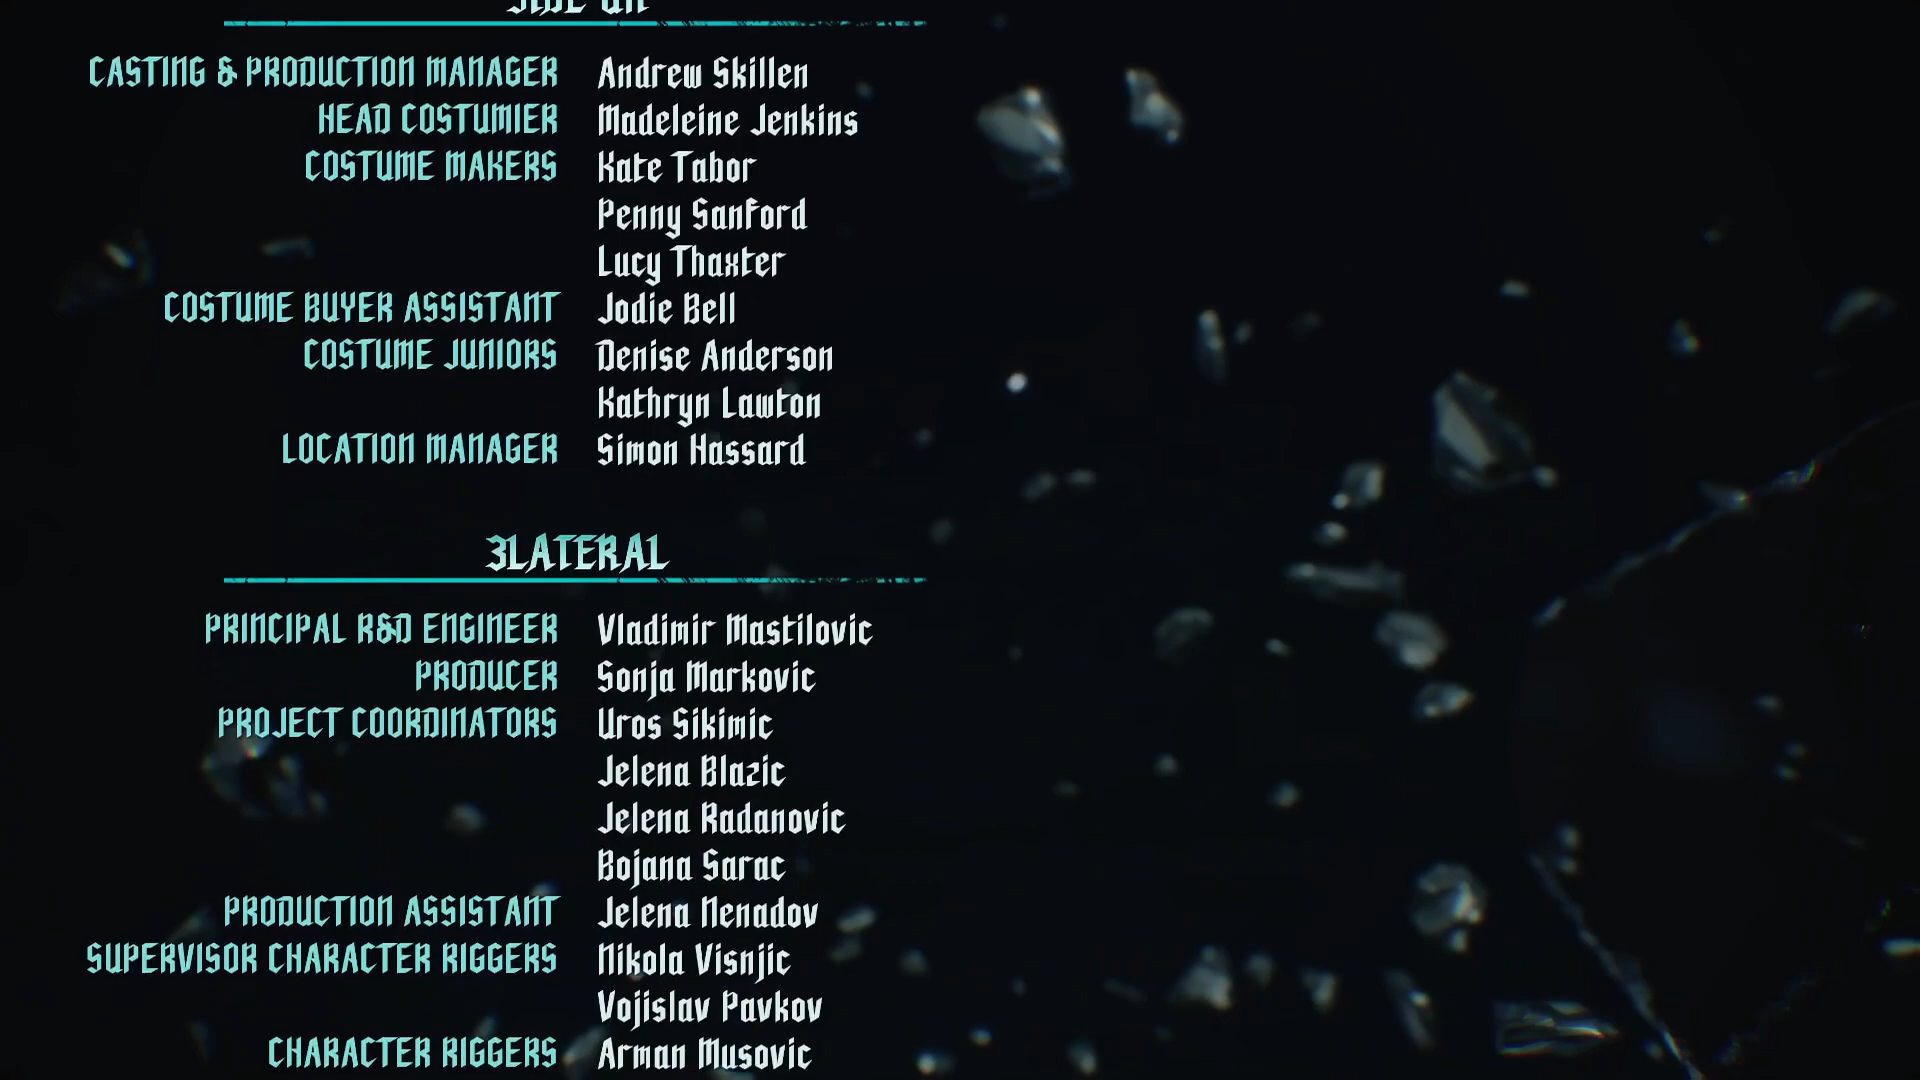 CASTING & PRODUCTION MANAGER Andrew Skillen
HEAD COSTUMIER Madeleine Jenkins
COSTUME MAKERS Kate Tabor
Penny Sanford
Lucy Thaxter
COSTUME BUYER ASSISTANT Jodie Bell
COSTUME JUNIORS Denise Anderson
Kathryn Lawton
LOCATION MANAGER Simon Hassard
3LATERAL
PRINCIPAL R&D ENGINEER Vladimir Mastilovic
PRODUCER Sonja Markovic
PROJECT COORDINATORS Uros Sikimic
Jelena Blazic
Jelena Radanovic
Bojana Sarac
PRODUCTION ASSISTANT Jelena Nenadov
SUPERVISOR CHARACTER RIGGERS Nikola Visnjic
Vojislav Pavkov
CHARACTER RIGGERS Arman Musovic